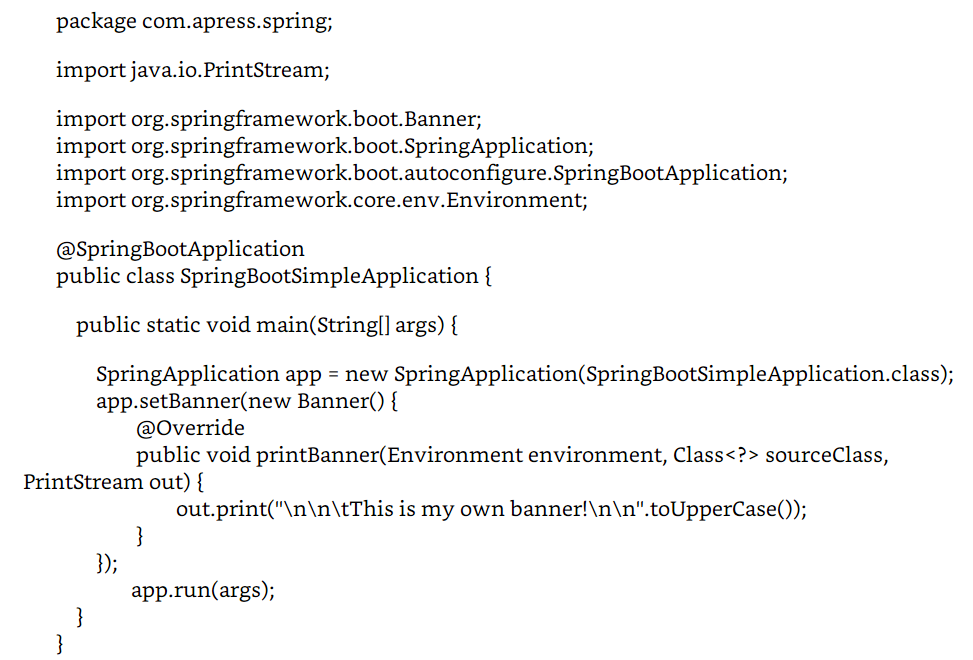 package com.apress.spring;
import java.io.PrintStream;
import org.springframework.boot.Banner;
import org.springframework.boot.SpringApplication;
import org.springframework.boot.autoconfigure.SpringBootApplication;
import org.springframework.core.env.Environment;
@SpringBootApplication
public class SpringBootSimpleApplication {
public static void main(String[] args) {
SpringApplication app = new SpringApplication(SpringBootSimpleApplication.class);
app.setBanner(new Banner() {
@Override
public void printBanner(Environment environment, Class<?> sourceClass,
PrintStream out) {
out.print("\n\n\tThis is my own banner!\n\n".toUpperCase());
}
});
app.run(args);
}
}